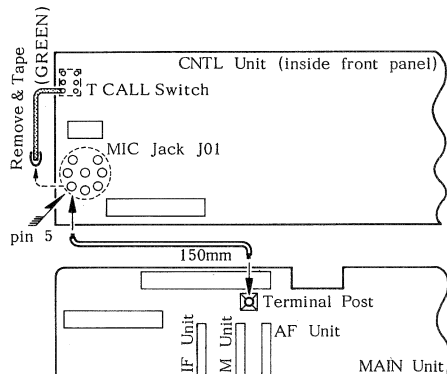 Remove & Tape
(GREEN)
CNTL Unit (inside front panel)
T CALL Switch
MIC Jack J01
pin 5
150mm
Terminal Post
IF Unit
M Unit
AF Unit
MAIN Unit